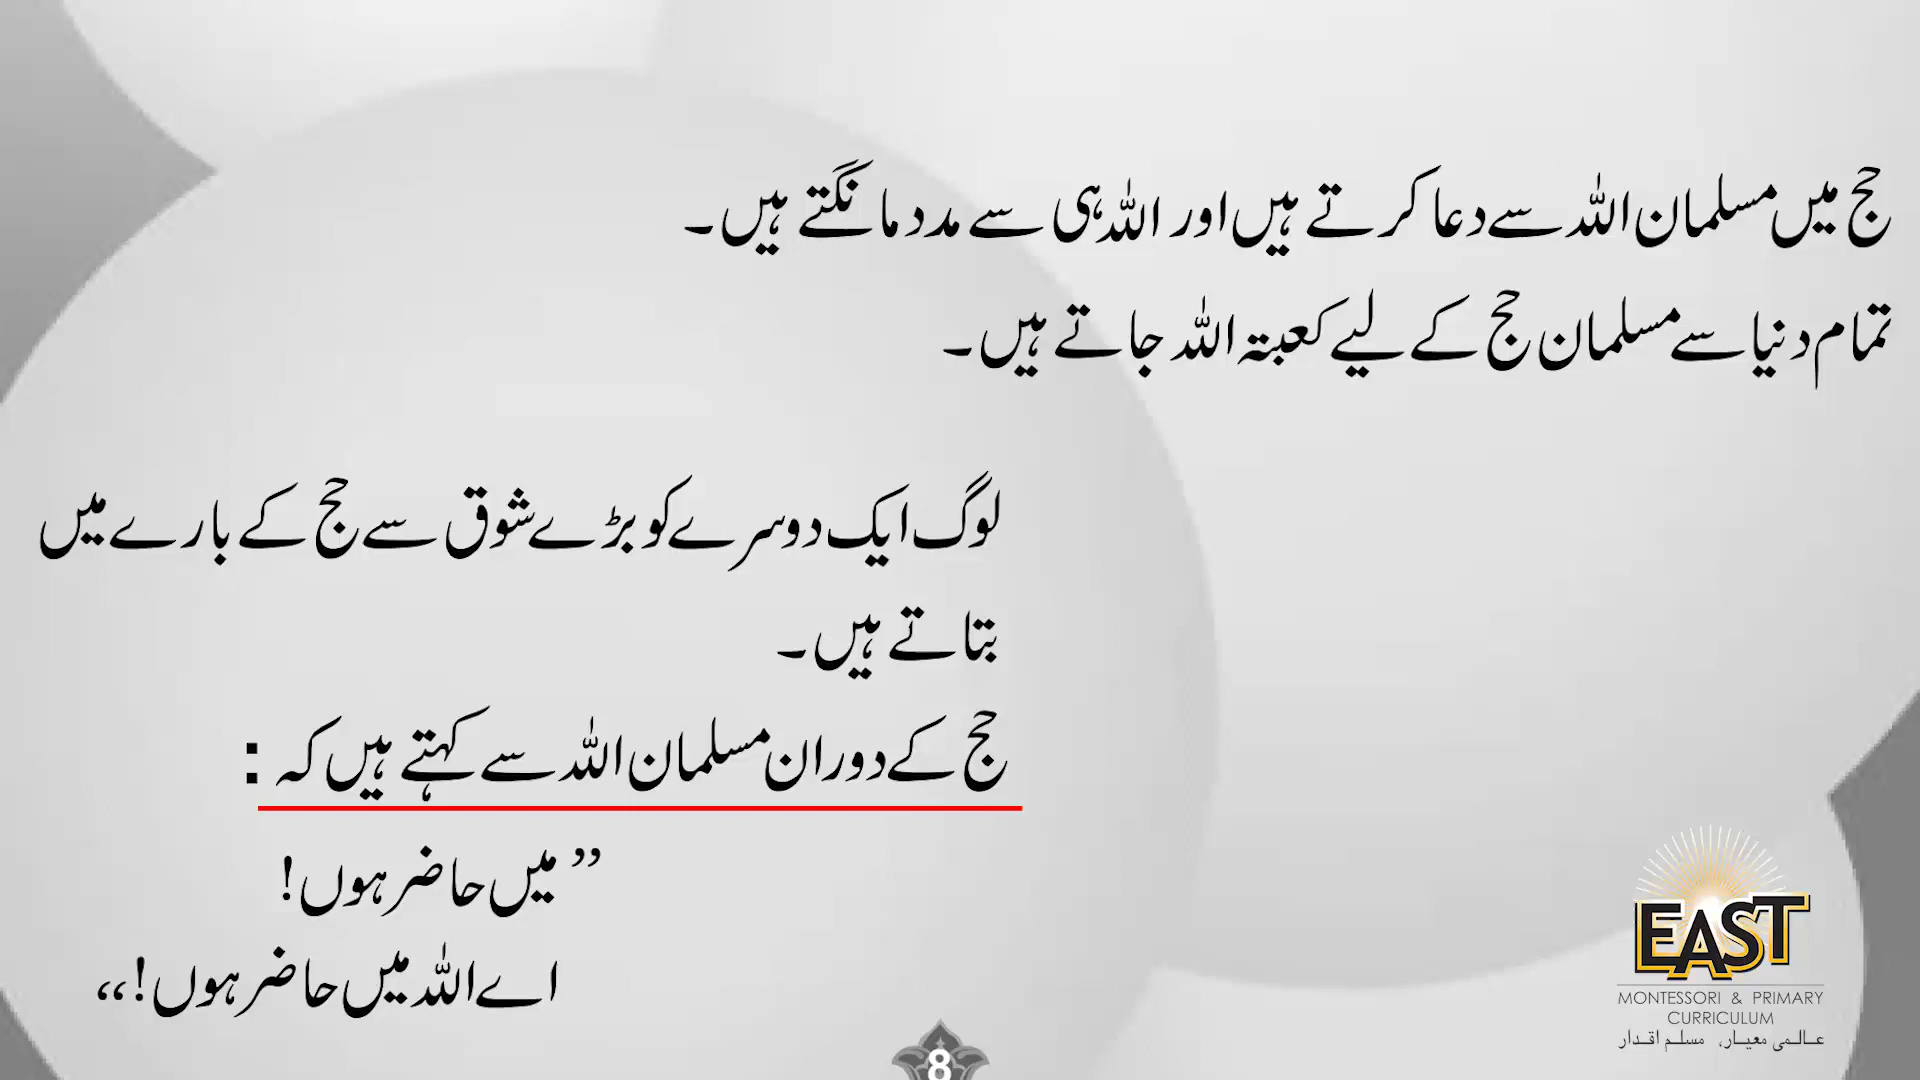 حج میں مسلمان اللہ سے دعا کرتے ہیں اور اللہ ہی سے مدد مانگتے ہیں۔
تمام دنیا سے مسلمان حج کے لیے کعبتہ اللہ جاتے ہیں۔
لوگ ایک دوسرے کو بڑے شوق سے حج کے بارے میں
بتاتے ہیں۔
حج کے دوران مسلمان اللہ سے کہتے ہیں کہ :
”میں حاضر ہوں!
اے اللہ میں حاضر ہوں!“
EAST
MONTESSORI & PRIMARY
CURRICULUM
عالمی معیار، مسلم اقدار
8